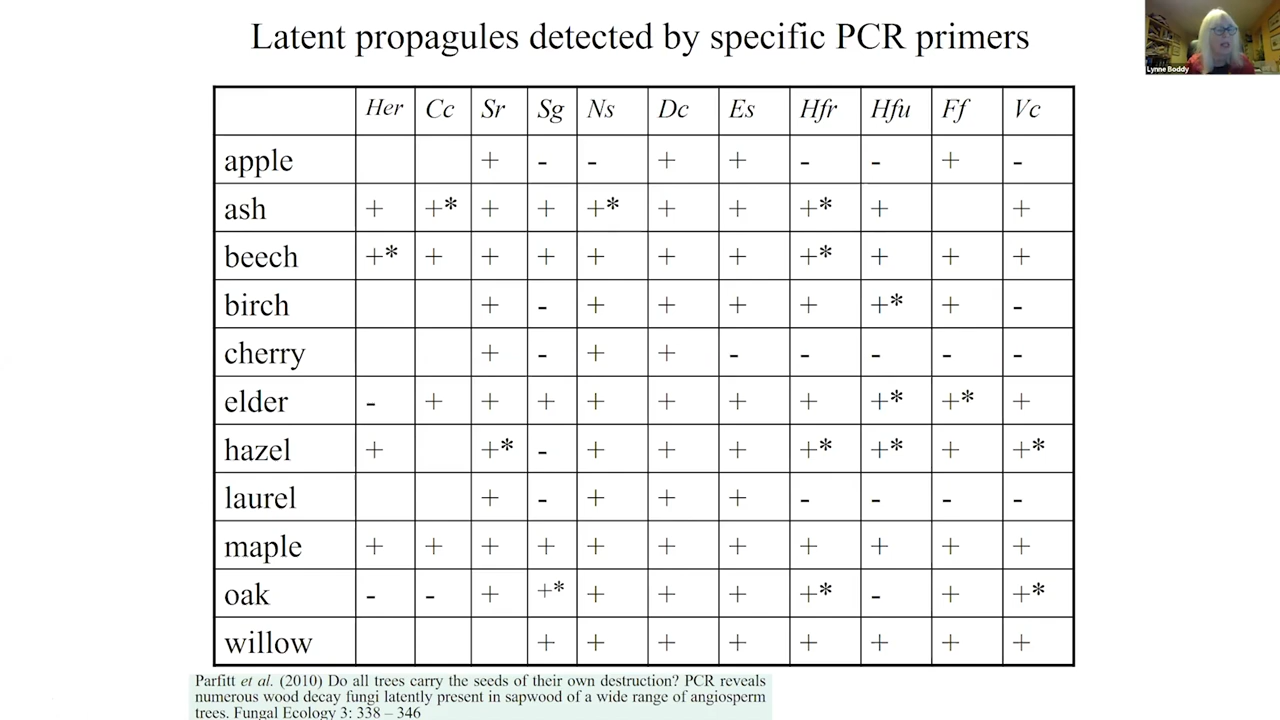 Latent propagules detected by specific PCR primers
Lynne Boddy
Her Cc Sr Sg Ns Dc Es Hfr Hfu Ff Vc
apple + - - + + - - + -
ash + +* + + +* + + +* + +
beech +* + + + + + + +* + + +
birch + - + + + + +* + -
cherry + - + + - - - - -
elder - + + + + + + + +* +* +
hazel + +* - + + + +* +* + +*
laurel + - + + + - - - -
maple + + + + + + + + + + +
oak - - + +* + + + +* - + +*
willow + + + + + + + +
Parfitt et al. (2010) Do all trees carry the seeds of their own destruction? PCR reveals
numerous wood decay fungi latently present in sapwood of a wide range of angiosperm
trees. Fungal Ecology 3: 338 – 346